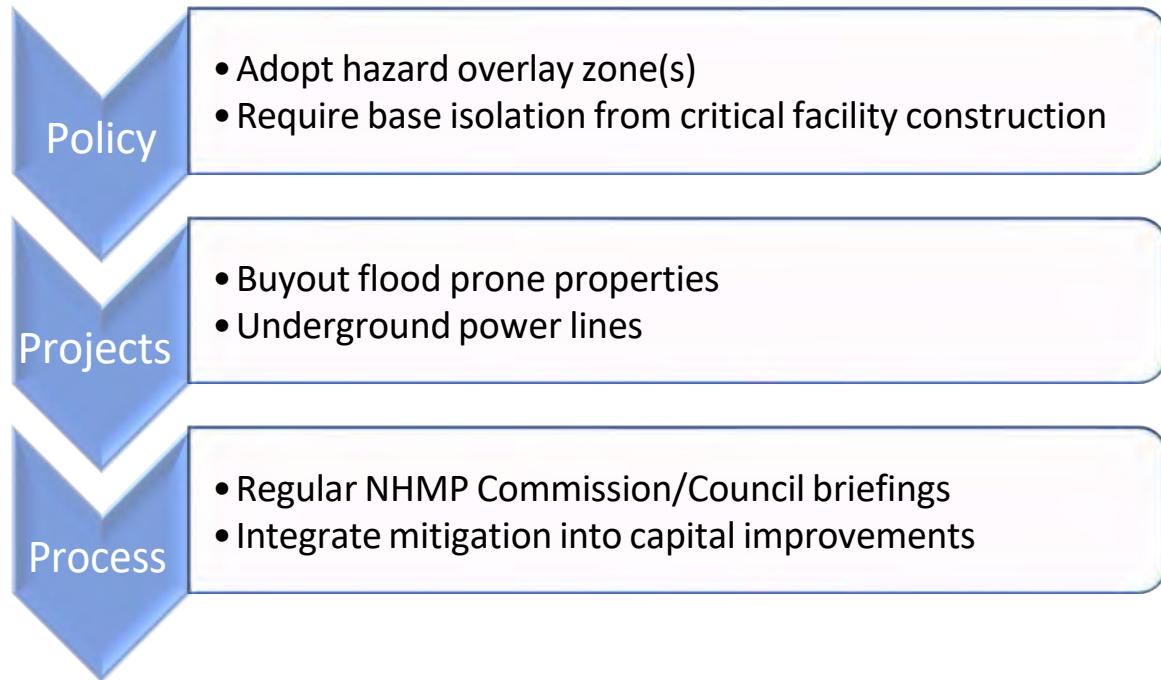 Policy
• Adopt hazard overlay zone(s)
• Require base isolation from critical facility construction
Projects
• Buyout flood prone properties
• Underground power lines
Process
• Regular NHMP Commission/Council briefings
• Integrate mitigation into capital improvements